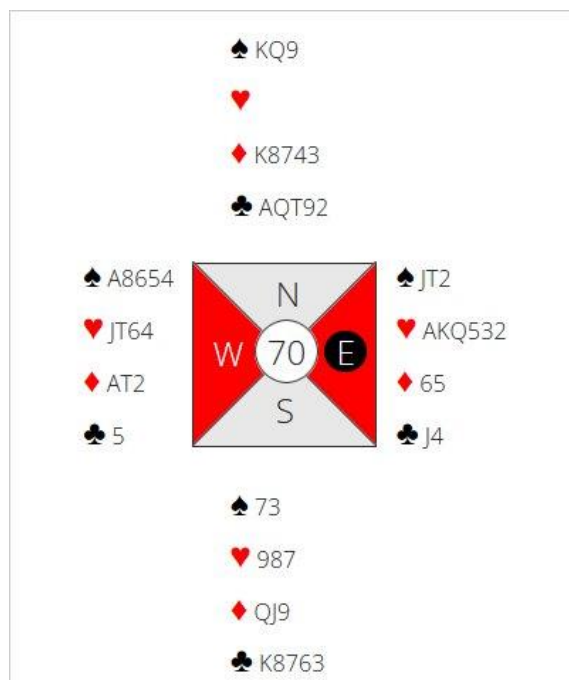 ♠ KQ9
♥
♦ K8743
♣ AQT92
♠ A8654
♥ JT64
♦ AT2
♣ 5
N
W 70 E
S
♠ JT2
♥ AKQ532
♦ 65
♣ J4
♠ 73
♥ 987
♦ QJ9
♣ K8763